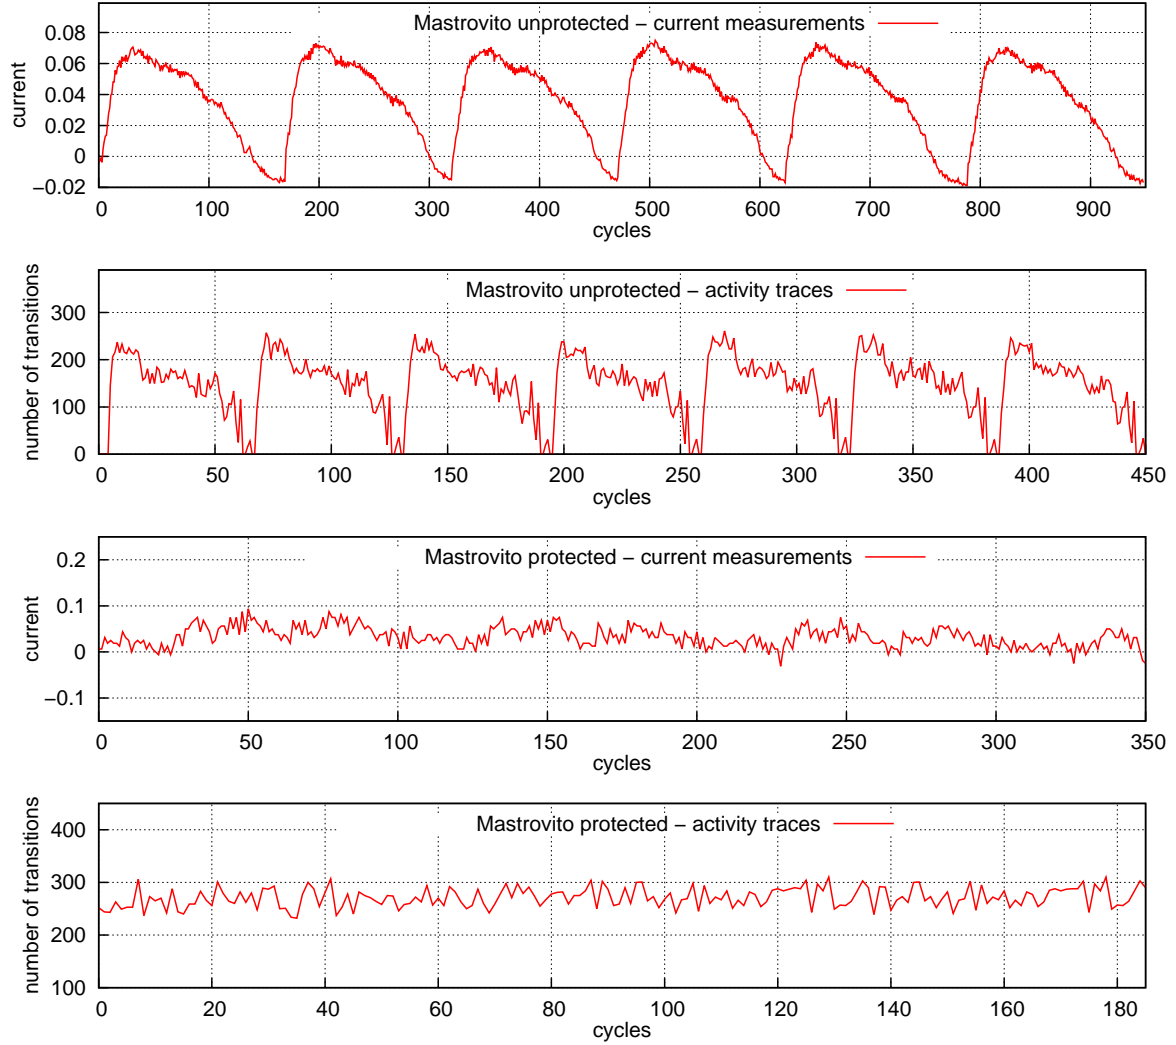 Mastrovito unprotected − current measurements
0.08
0.06
0.04
0.02
0
−0.02
current
0 100 200 300 400 500 600 700 800 900
cycles
Mastrovito unprotected − activity traces
300
200
100
0
number of transitions
0 50 100 150 200 250 300 350 400 450
cycles
Mastrovito protected − current measurements
0.2
0.1
0
−0.1
current
0 50 100 150 200 250 300 350
cycles
Mastrovito protected − activity traces
400
300
200
100
number of transitions
0 20 40 60 80 100 120 140 160 180
cycles